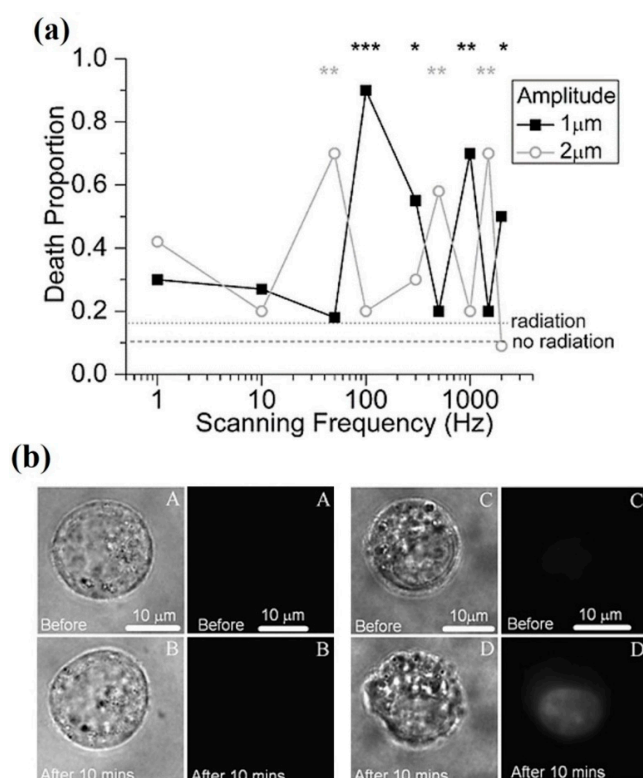 (a)
*** * ** *
** ** **
1.0
0.8
0.6
0.4
0.2
0.0
Death Proportion
Amplitude
1μm
2μm
radiation
no radiation
1 10 100 1000
Scanning Frequency (Hz)
(b)
A A C C
Before 10 μm Before 10 μm Before 10μm Before 10 μm
B B D D
After 10 mins After 10 mins After 10 mins After 10 mins